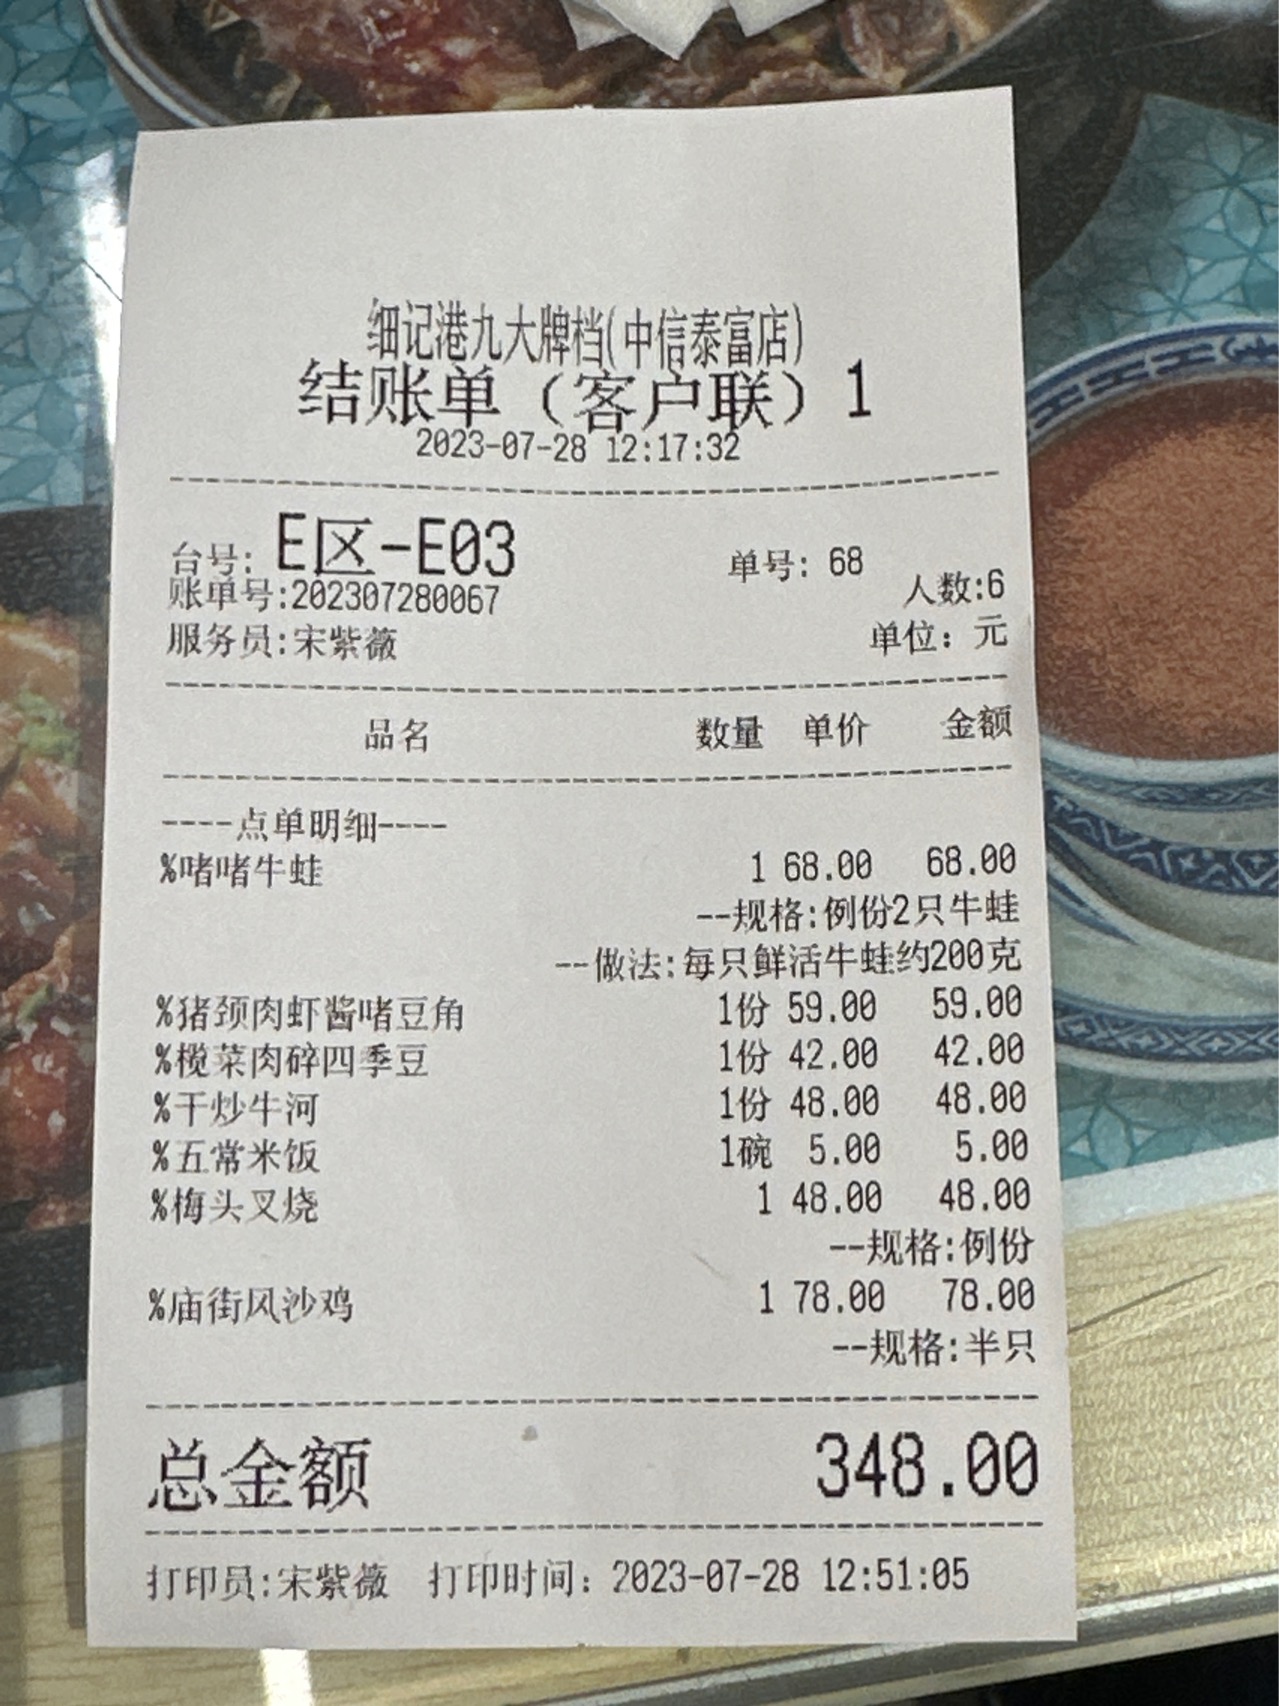 细记港九大牌档(中信泰富店)
结账单（客户联）1
2023-07-28 12:17:32
台号: E区-E03 单号: 68
账单号:202307280067 人数:6
服务员:宋紫薇 单位：元
品名 数量 单价 金额
----点单明细----
%啫啫牛蛙 1 68.00 68.00
--规格:例份2只牛蛙
--做法:每只鲜活牛蛙约200克
%猪颈肉虾酱啫豆角 1份 59.00 59.00
%榄菜肉碎四季豆 1份 42.00 42.00
%干炒牛河 1份 48.00 48.00
%五常米饭 1碗 5.00 5.00
%梅头叉烧 1 48.00 48.00
--规格:例份
%庙街风沙鸡 1 78.00 78.00
--规格:半只
总金额 348.00
打印员:宋紫薇 打印时间：2023-07-28 12:51:05